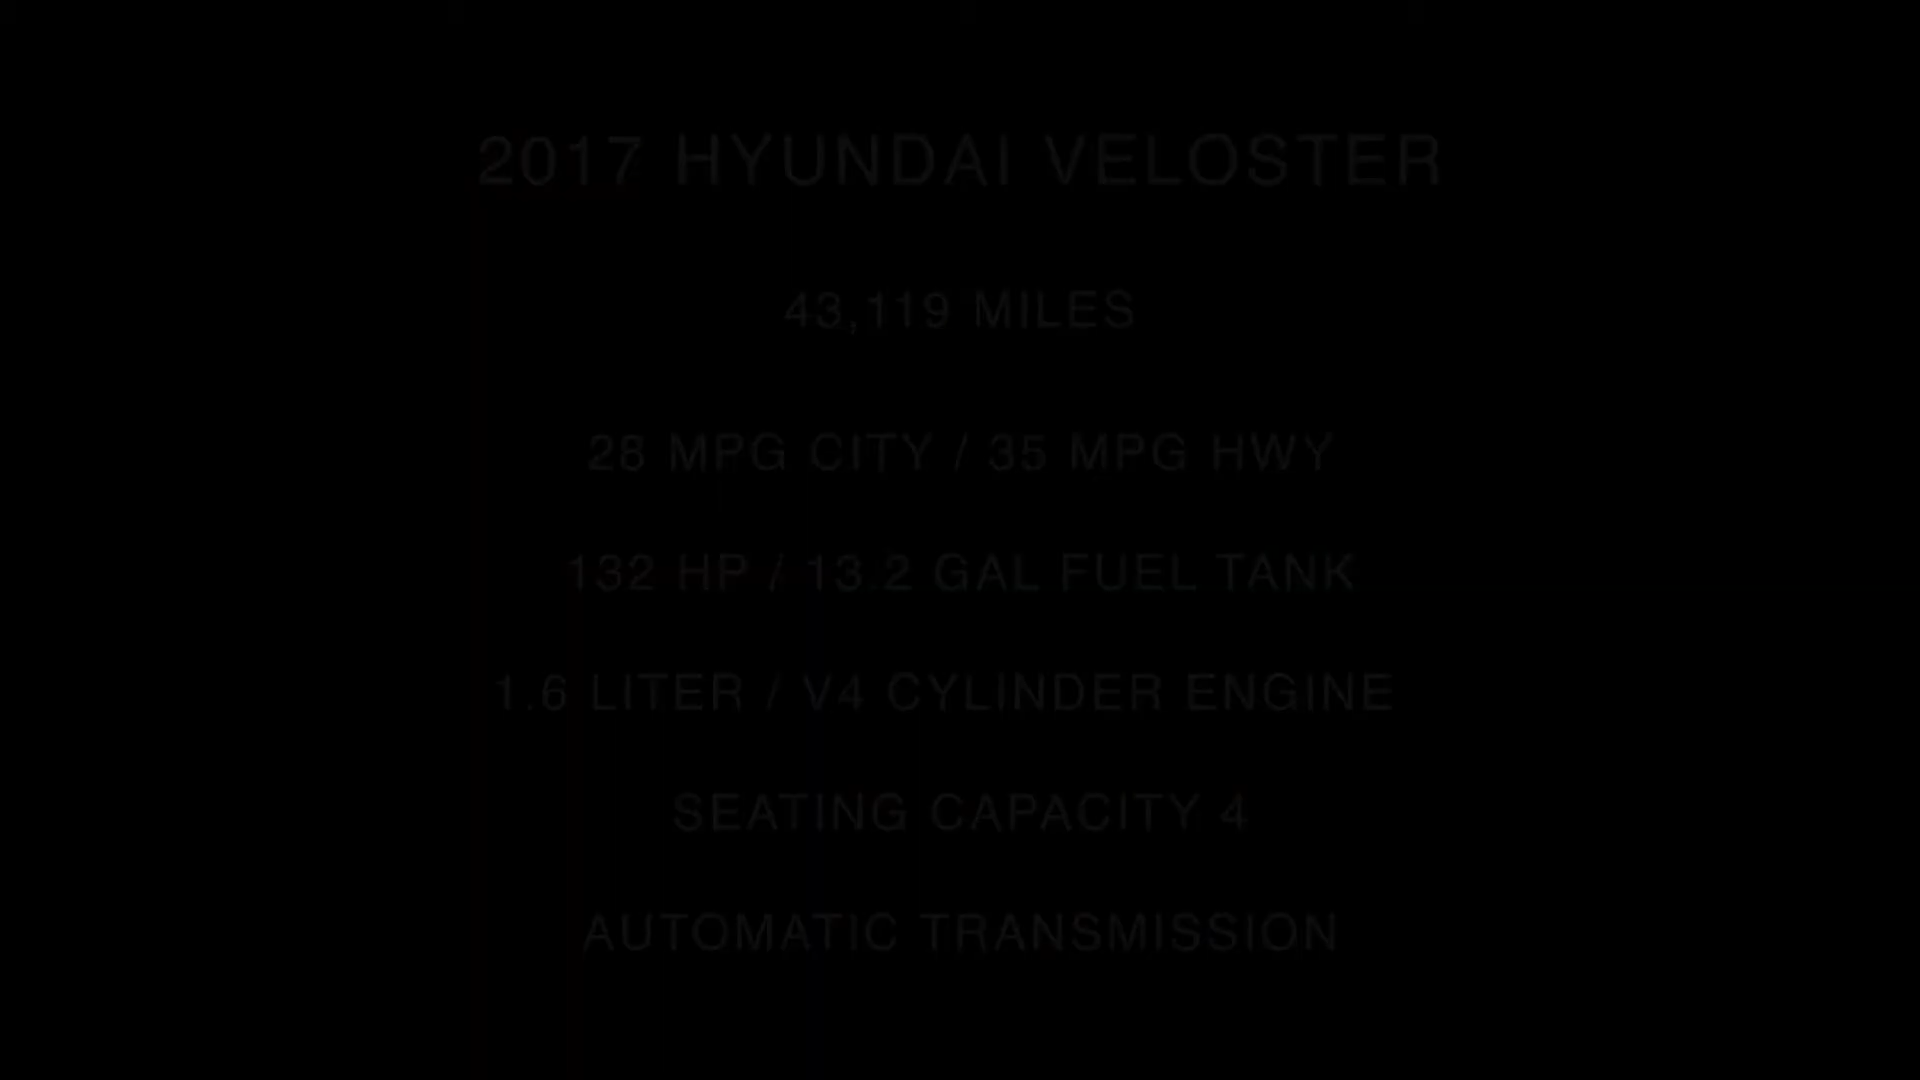 2017 HYUNDAI VELOSTER
43,119 MILES
28 MPG CITY / 35 MPG HWY
132 HP / 13.2 GAL FUEL TANK
1.6 LITER / V4 CYLINDER ENGINE
SEATING CAPACITY 4
AUTOMATIC TRANSMISSION